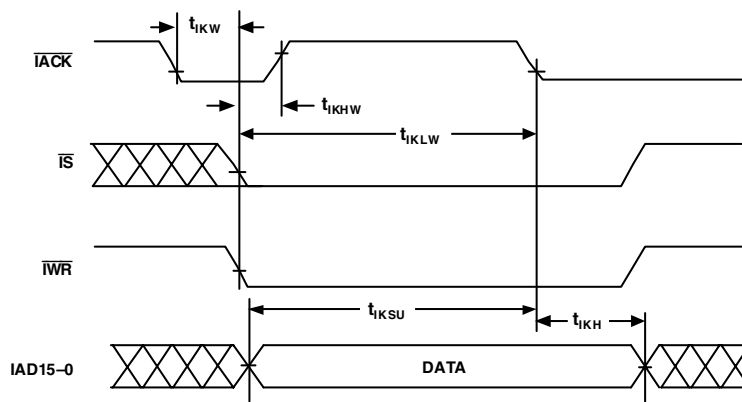 tIKW
IACK
tIKHW
tIKLW
IS
IWR
tIKSU
tIKH
IAD15–0
DATA